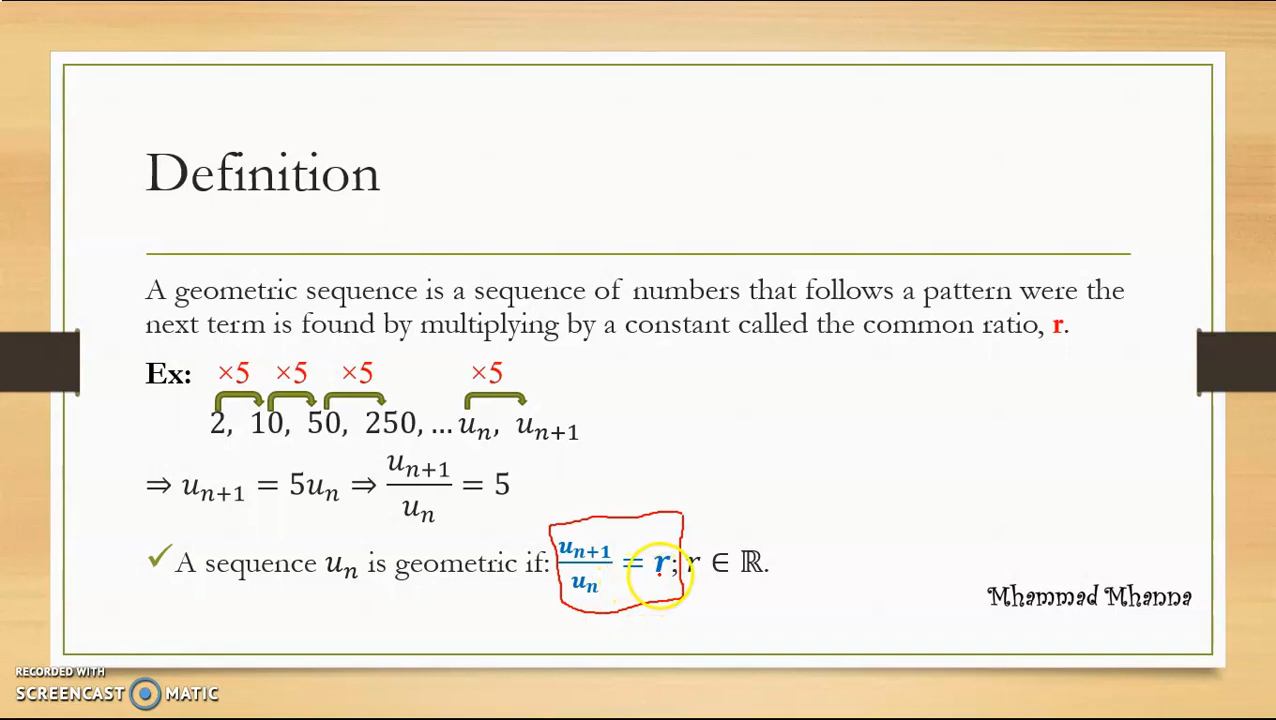 Definition
A geometric sequence is a sequence of numbers that follows a pattern were the
next term is found by multiplying by a constant called the common ratio, r.
Ex: ×5 ×5 ×5 ×5
2, 10, 50, 250, … uₙ, uₙ₊₁
⇒ uₙ₊₁ = 5uₙ ⇒ uₙ₊₁/uₙ = 5
✓ A sequence uₙ is geometric if: uₙ₊₁/uₙ = r; r ∈ ℝ.
Mhammad Mhanna
RECORDED WITH
SCREENCAST MATIC